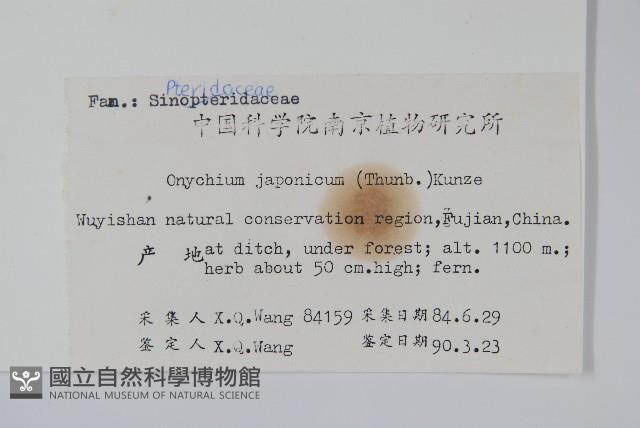 Pteridaceae
Fam.: Sinopteridaceae
中国科学院南京植物研究所
Onychium japonicum (Thunb.)Kunze
Wuyishan natural conservation region,Fujian,China.
产 地 at ditch, under forest; alt. 1100 m.;
herb about 50 cm.high; fern.
采集人 X.Q.Wang 84159 采集日期 84.6.29
鉴定人 X.Q.Wang 鉴定日期 90.3.23
國立自然科學博物館
NATIONAL MUSEUM OF NATURAL SCIENCE